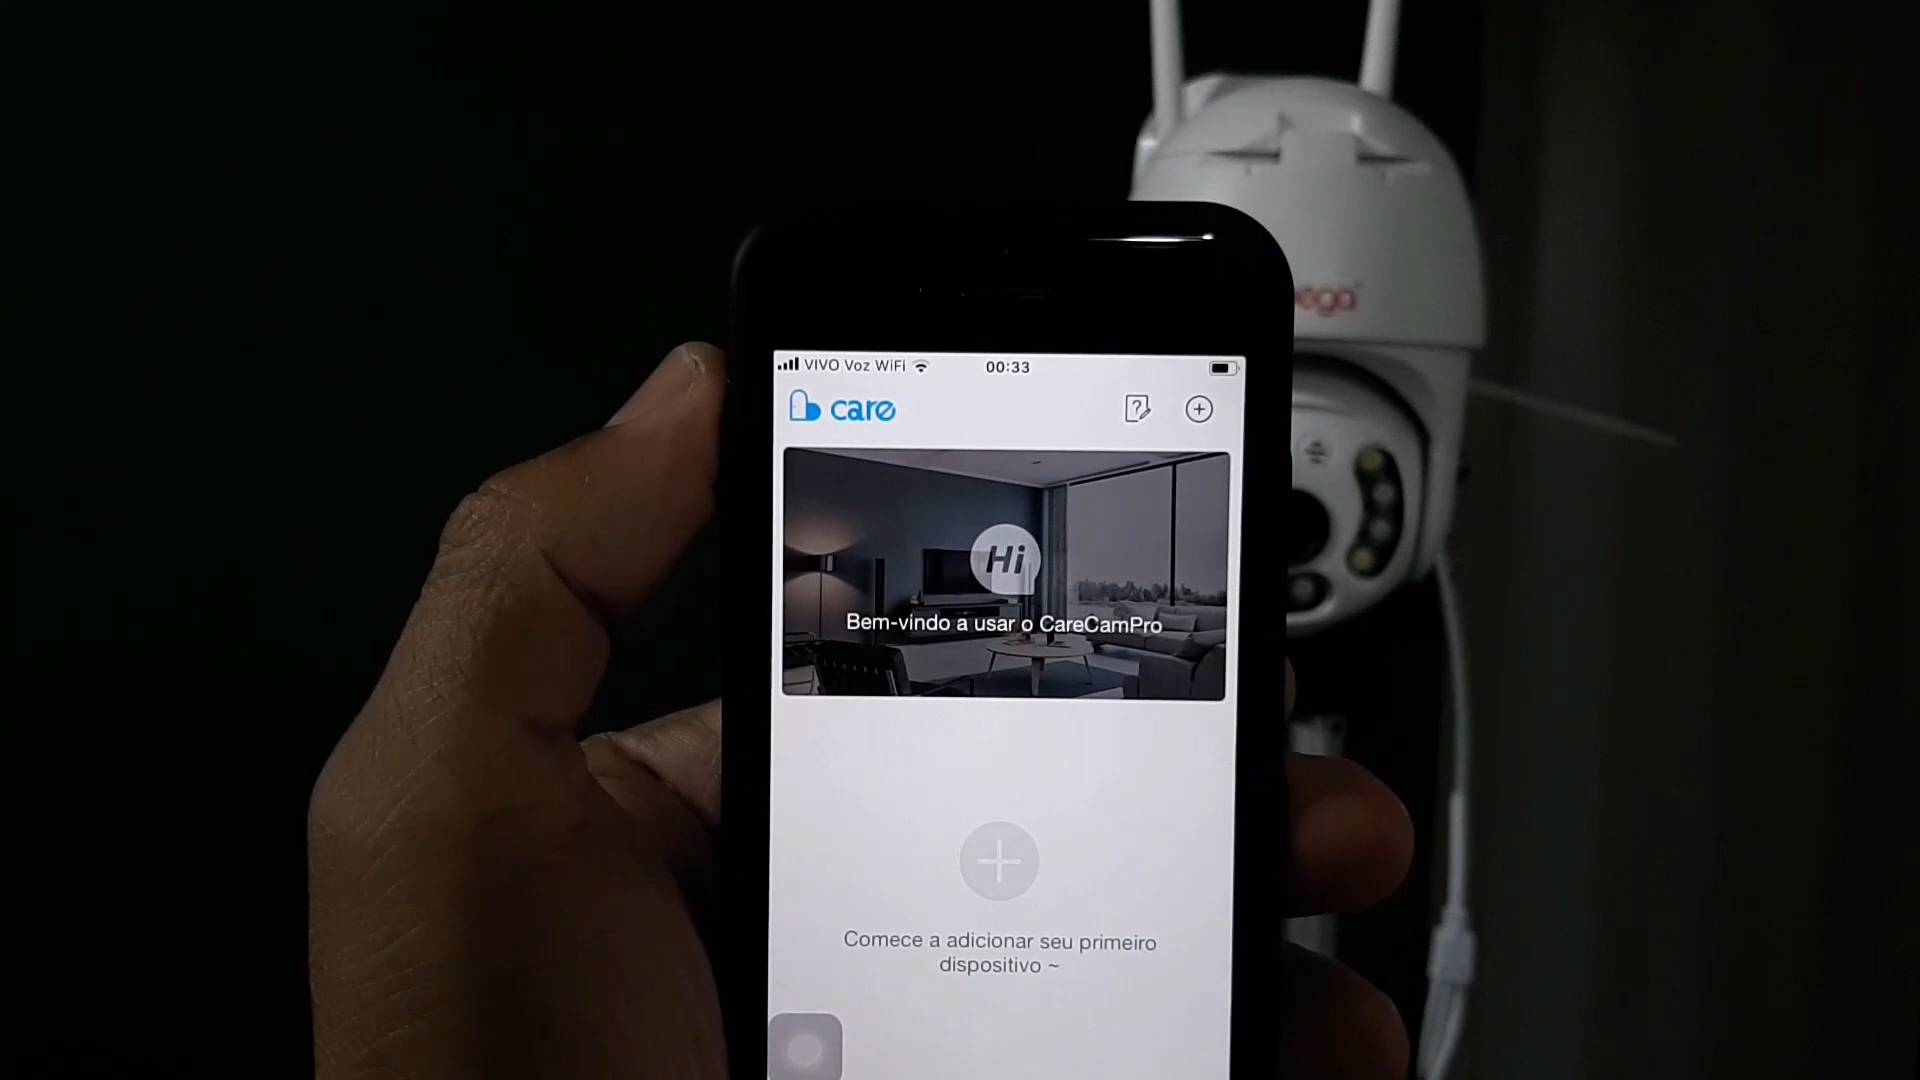 VIVO Voz WiFi 00:33
care
Hi
Bem-vindo a usar o CareCamPro
Comece a adicionar seu primeiro
dispositivo ~